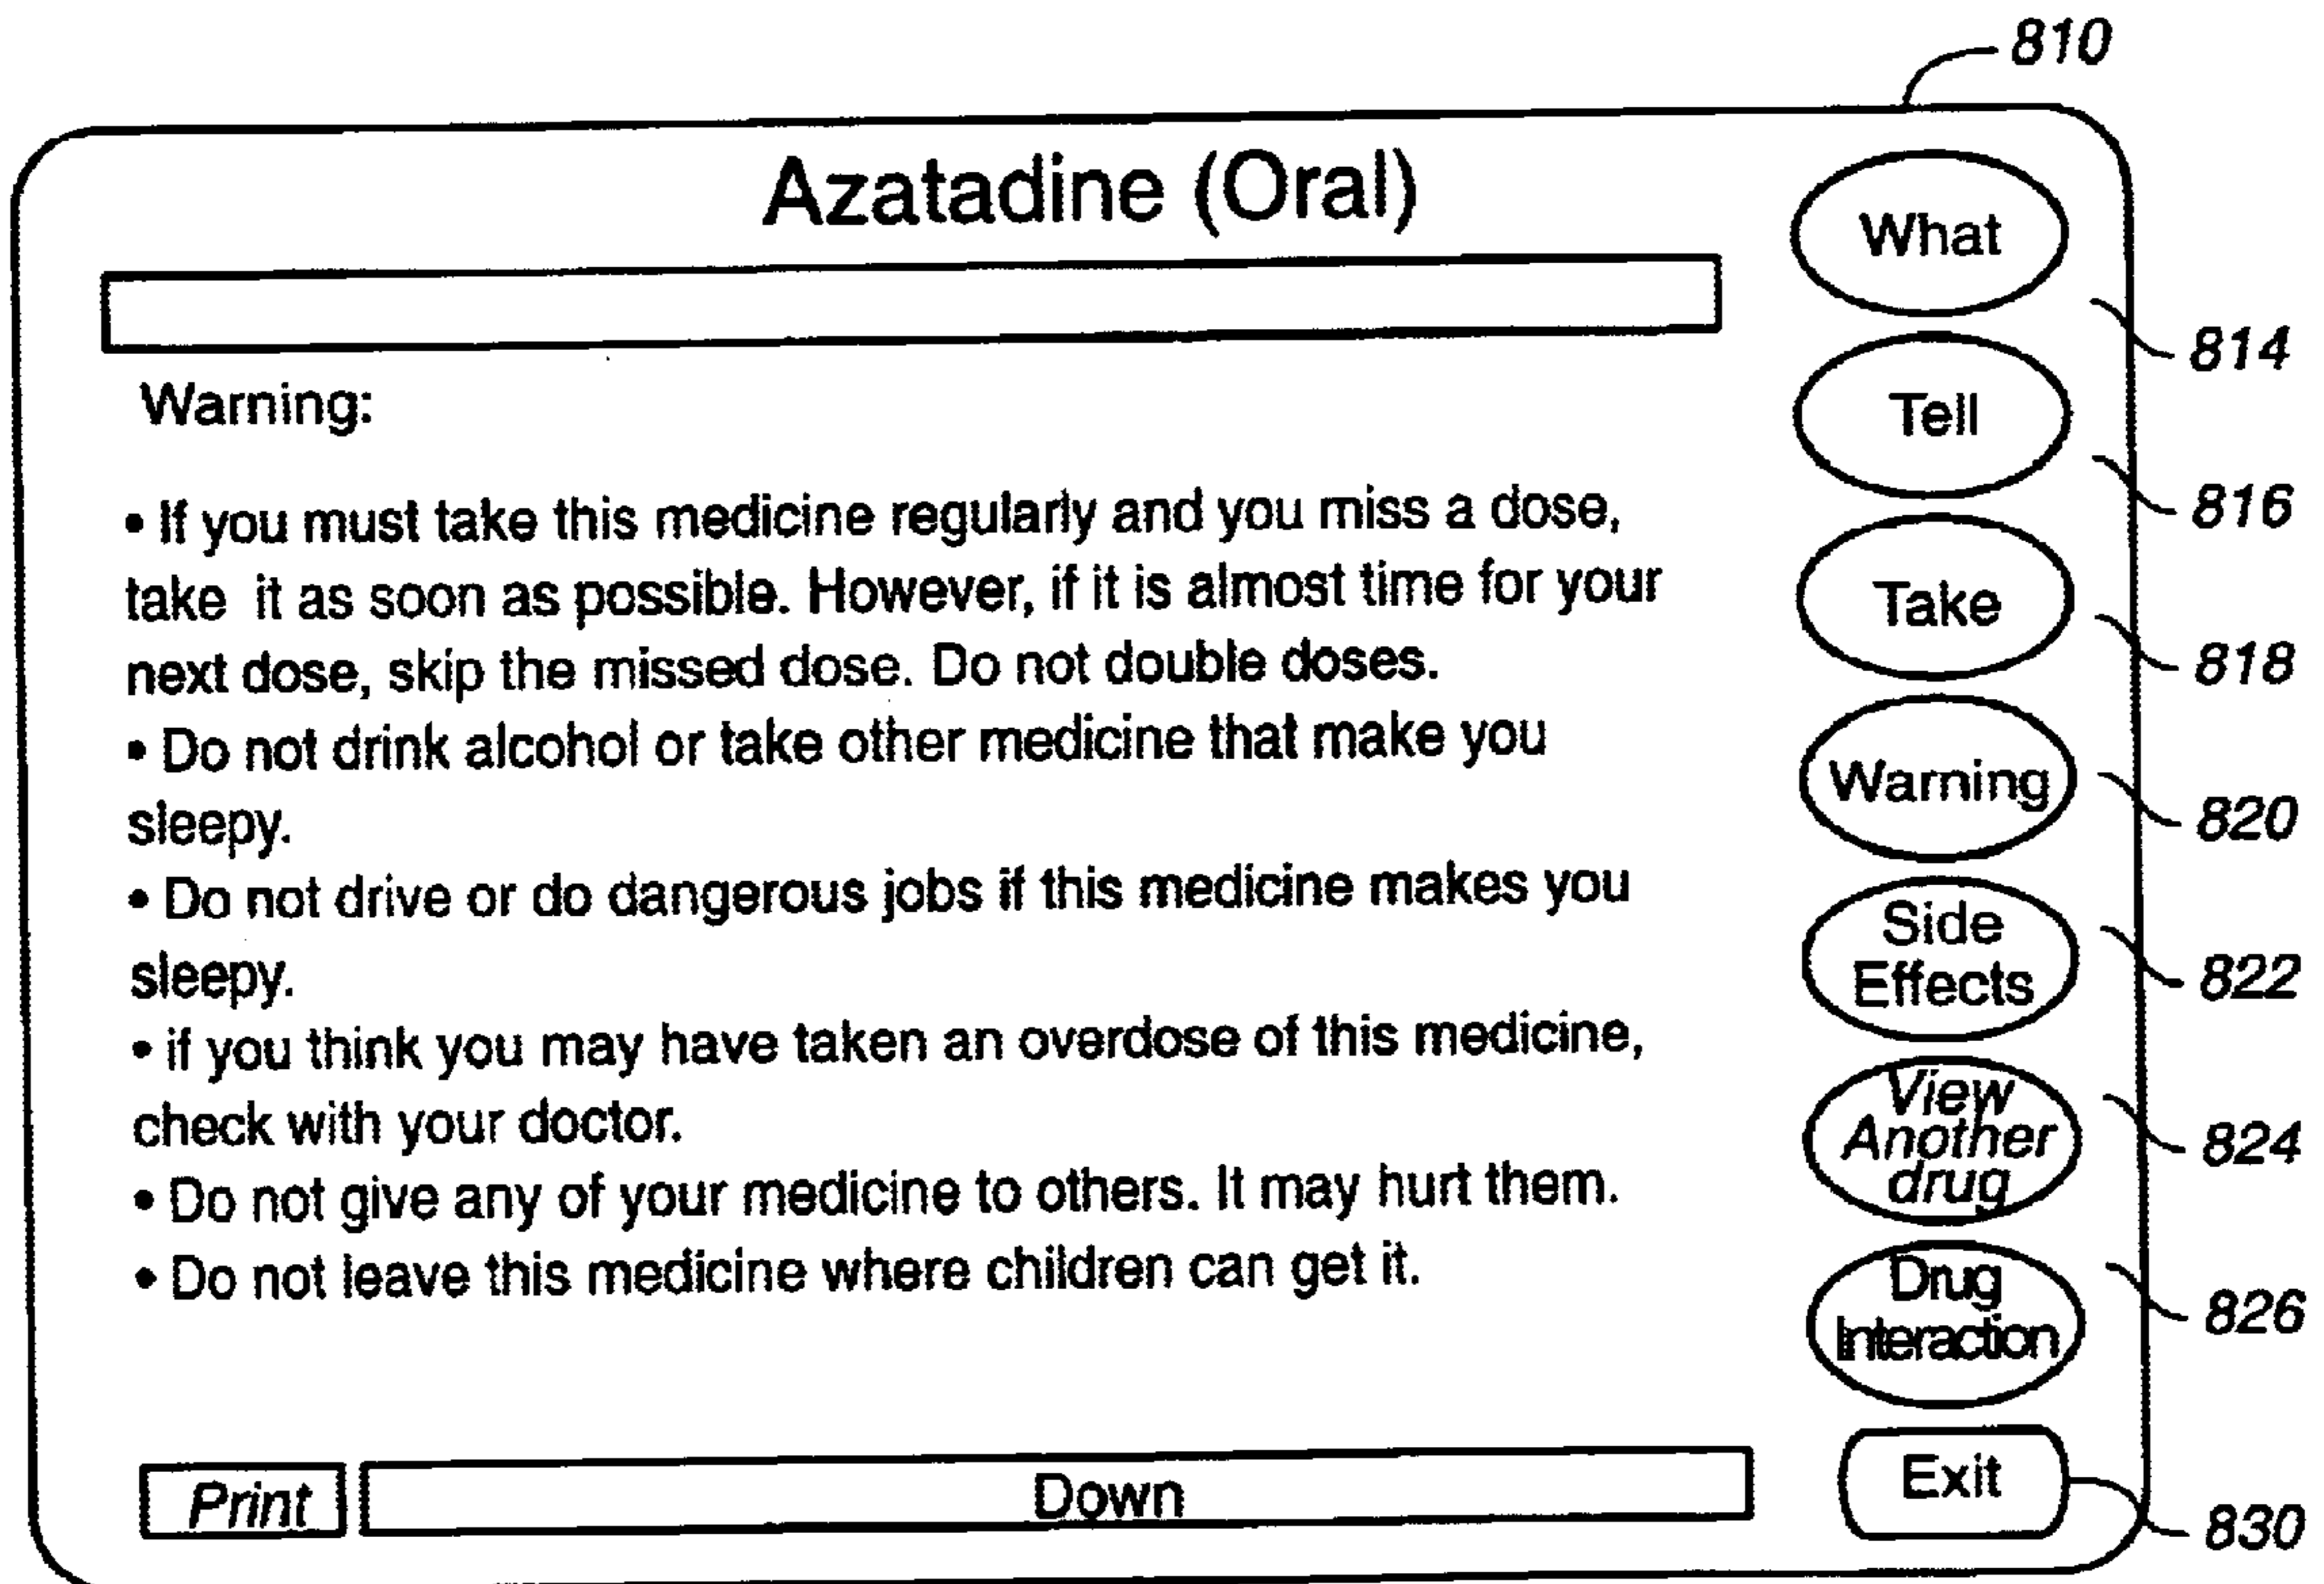 810
Azatadine (Oral)
What
814
Warning:
Tell
816
• If you must take this medicine regularly and you miss a dose,
take it as soon as possible. However, if it is almost time for your
next dose, skip the missed dose. Do not double doses.
Take
818
• Do not drink alcohol or take other medicine that make you
sleepy.
Warning
820
• Do not drive or do dangerous jobs if this medicine makes you
sleepy.
Side
Effects
822
• if you think you may have taken an overdose of this medicine,
check with your doctor.
View
Another
drug
824
• Do not give any of your medicine to others. It may hurt them.
• Do not leave this medicine where children can get it.
Drug
Interaction
826
Print
Down
Exit
830